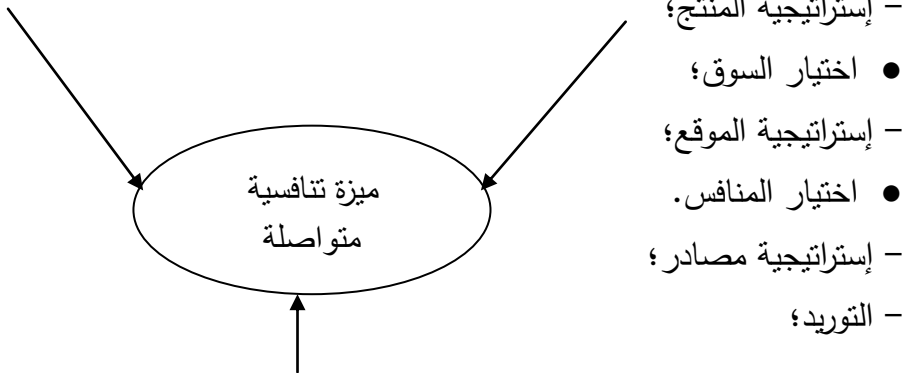 – إستراتيجية المنتج؛
● اختيار السوق؛
– إستراتيجية الموقع؛
● اختيار المنافس.
– إستراتيجية مصادر؛
– التوريد؛
ميزة تنافسية
متواصلة